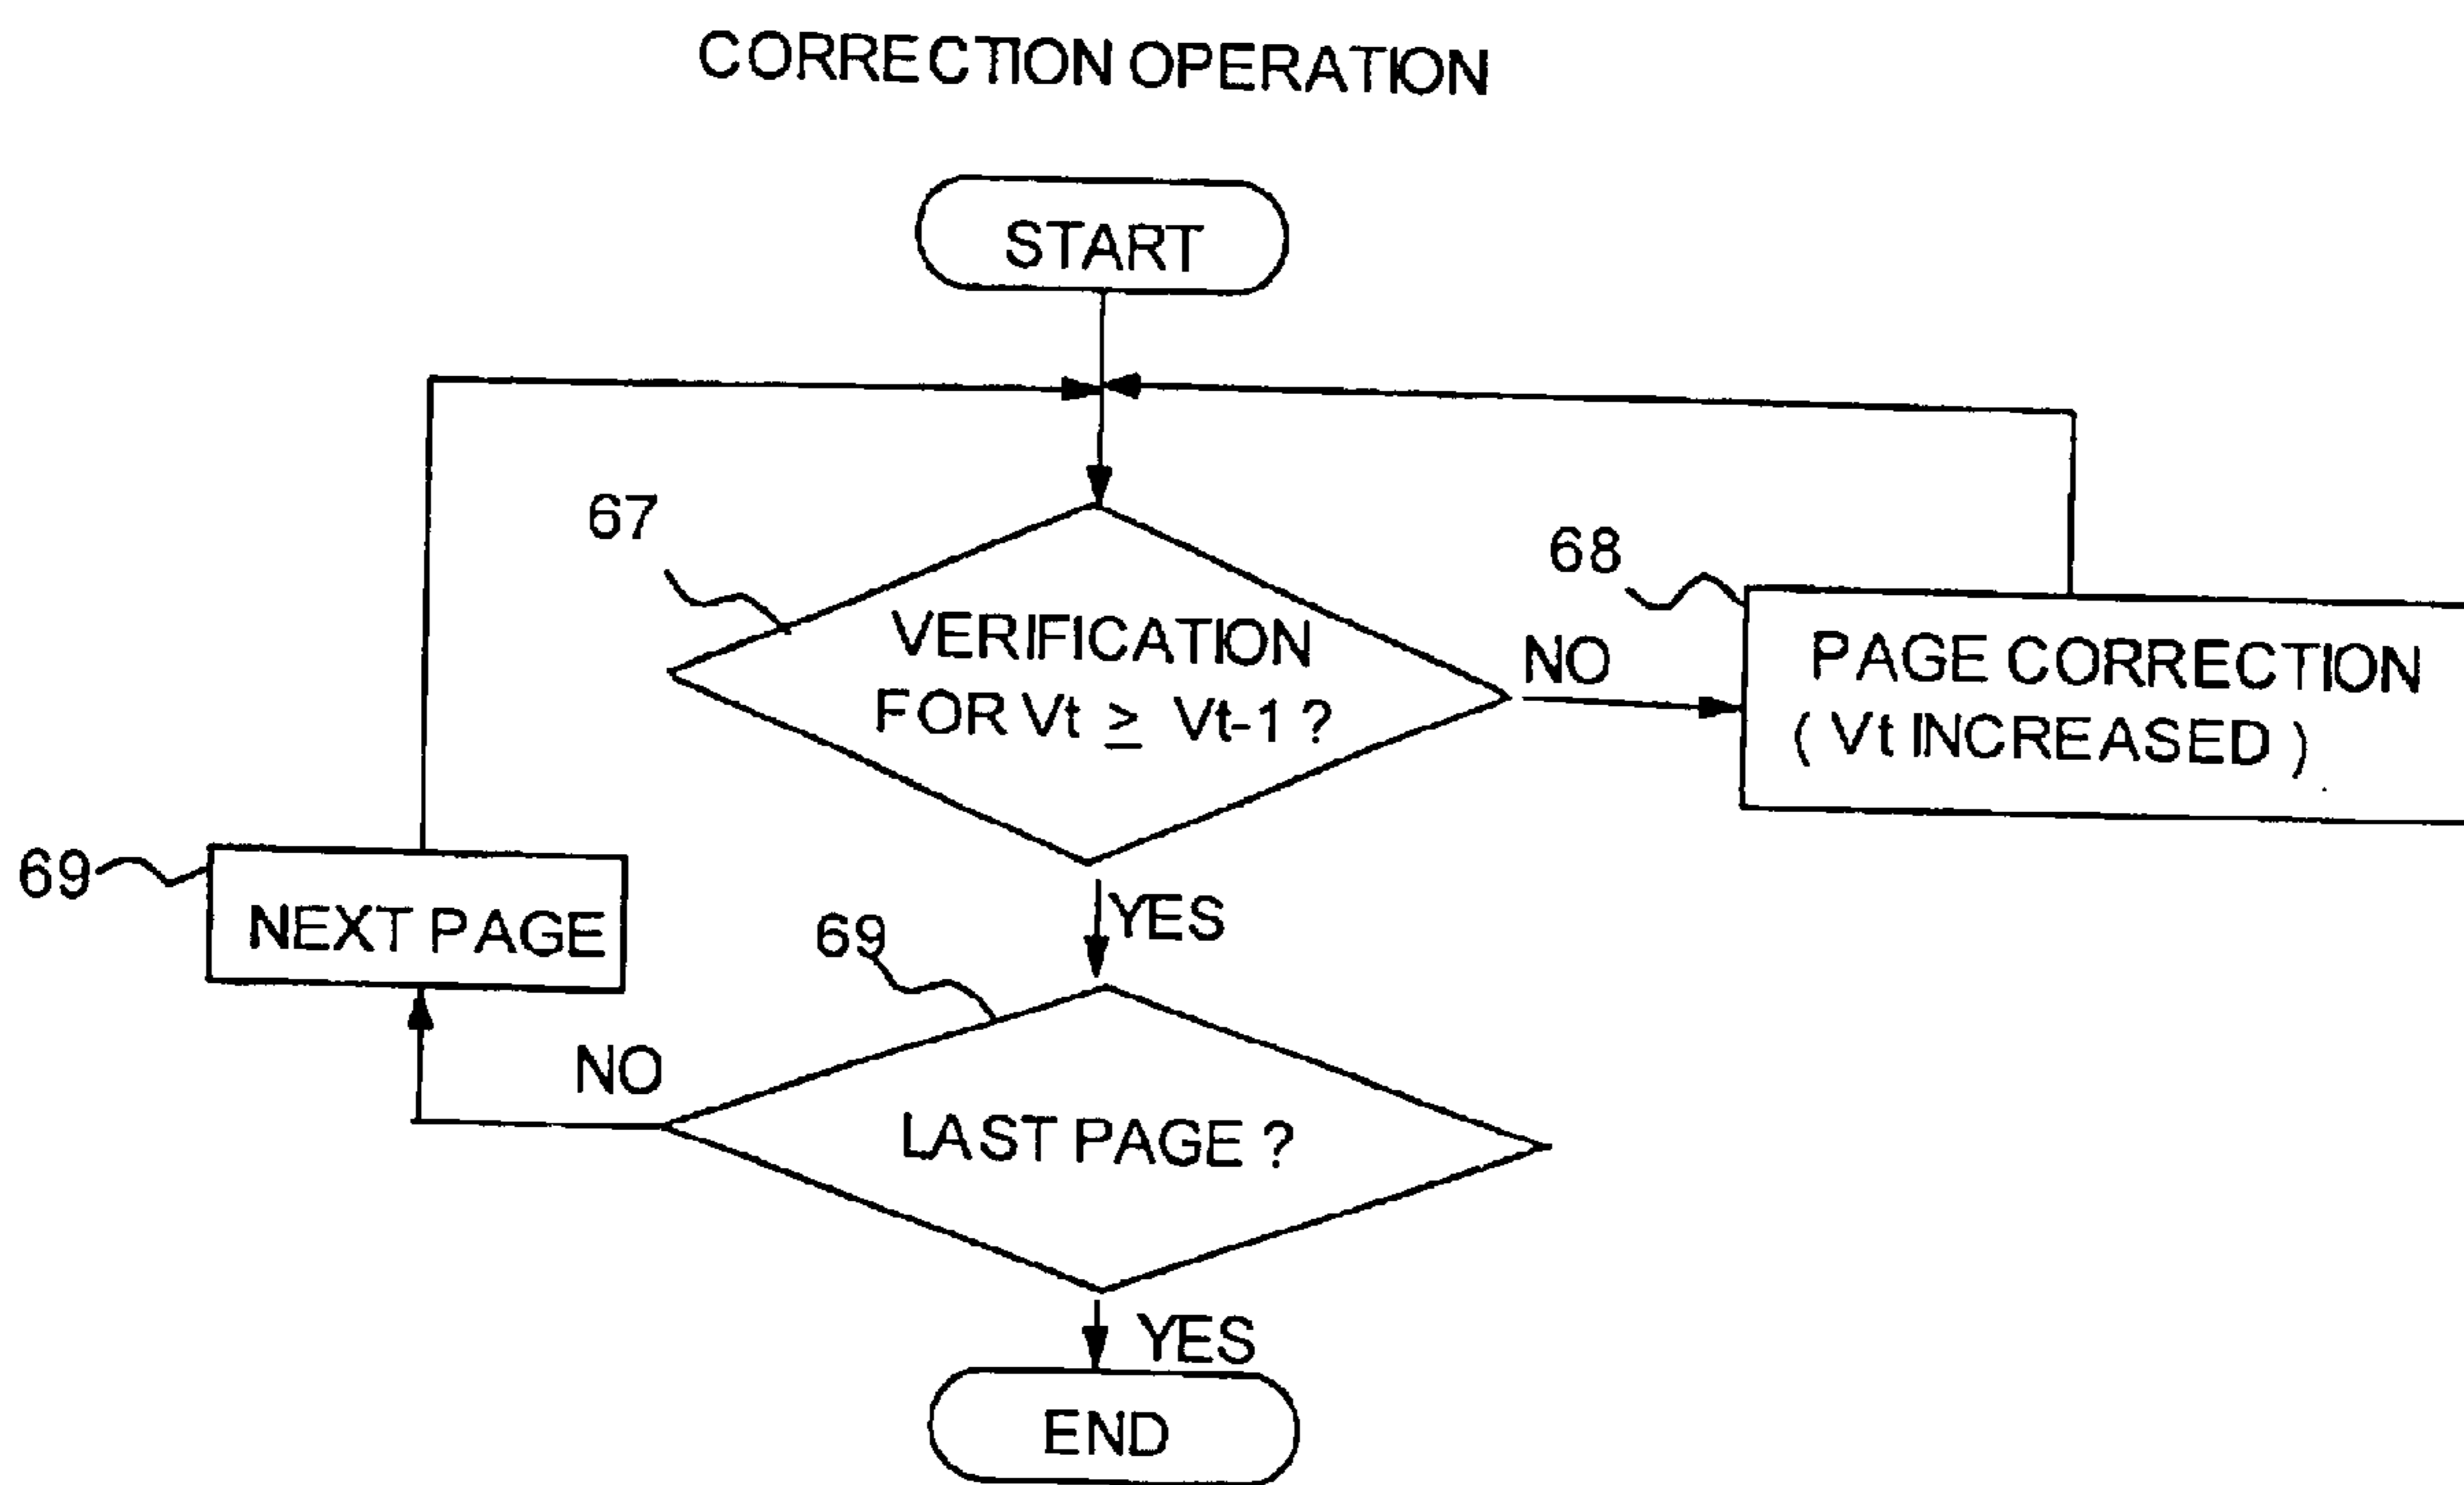 CORRECTION OPERATION
START
67
VERIFICATION
FOR Vt ≥ Vt-1 ?
NO
68
PAGE CORRECTION
( Vt INCREASED )
YES
69
NEXT PAGE
69
NO
LAST PAGE ?
YES
END